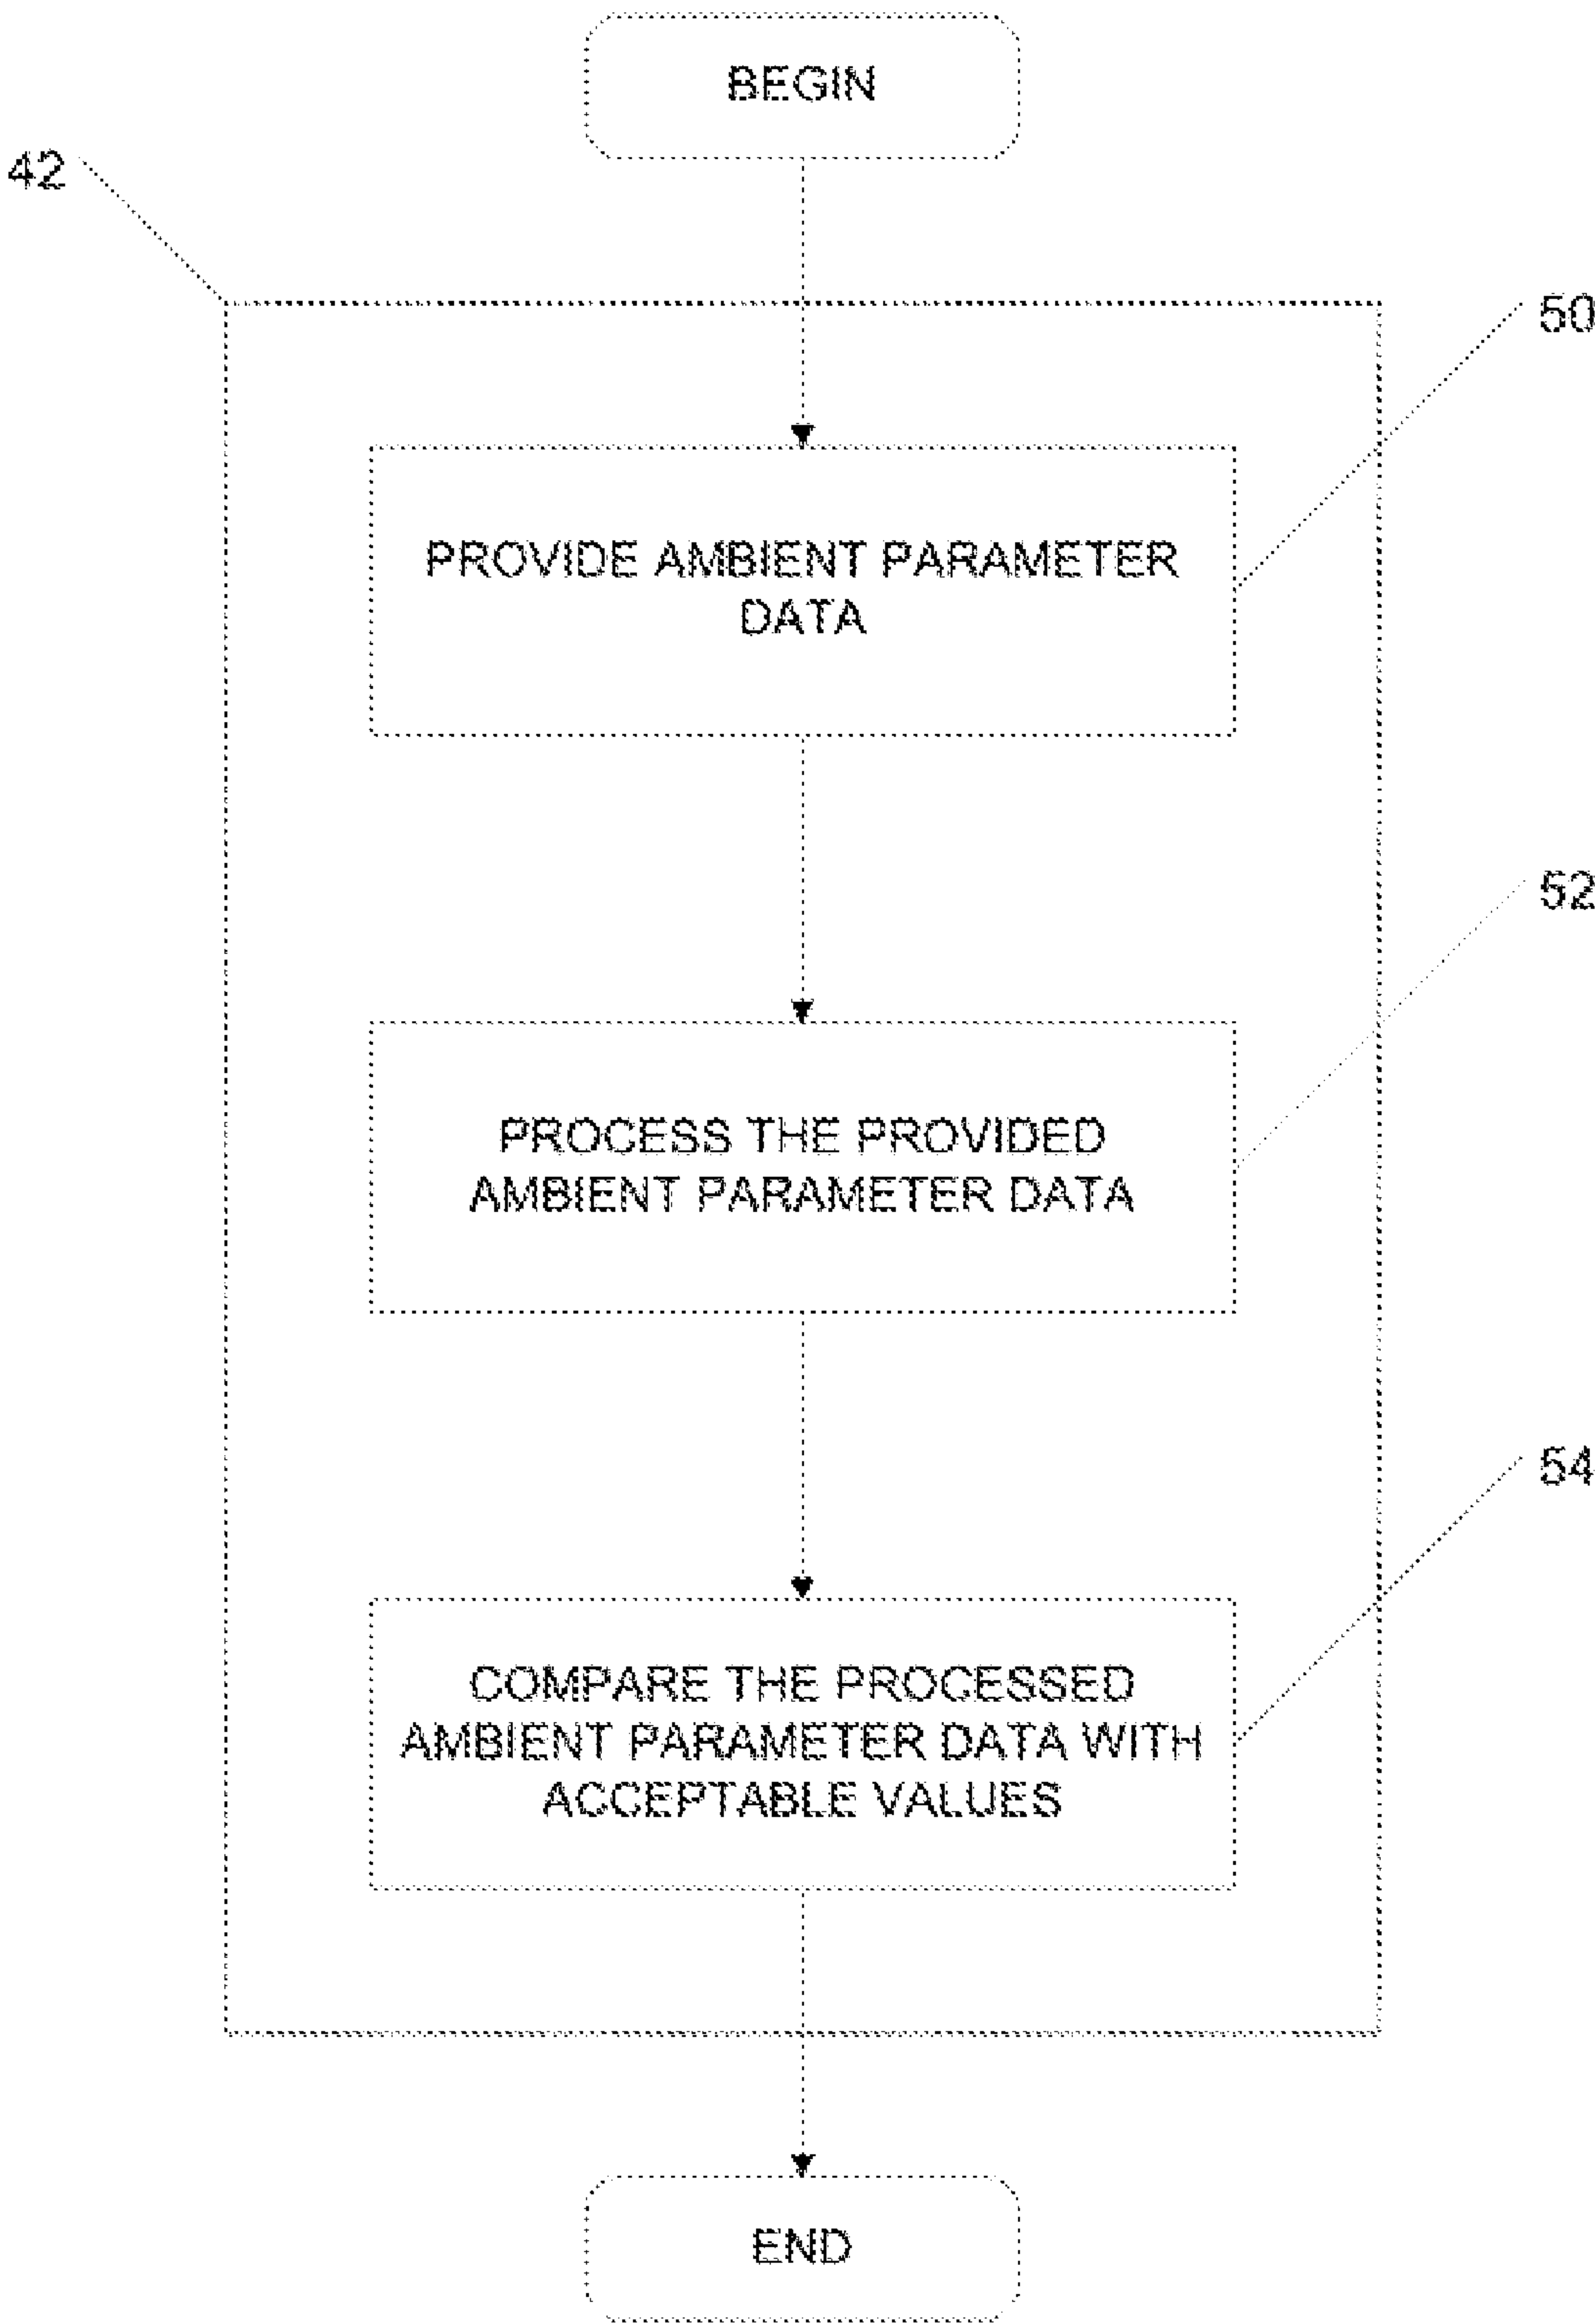 BEGIN
42
50
PROVIDE AMBIENT PARAMETER
DATA
52
PROCESS THE PROVIDED
AMBIENT PARAMETER DATA
54
COMPARE THE PROCESSED
AMBIENT PARAMETER DATA WITH
ACCEPTABLE VALUES
END